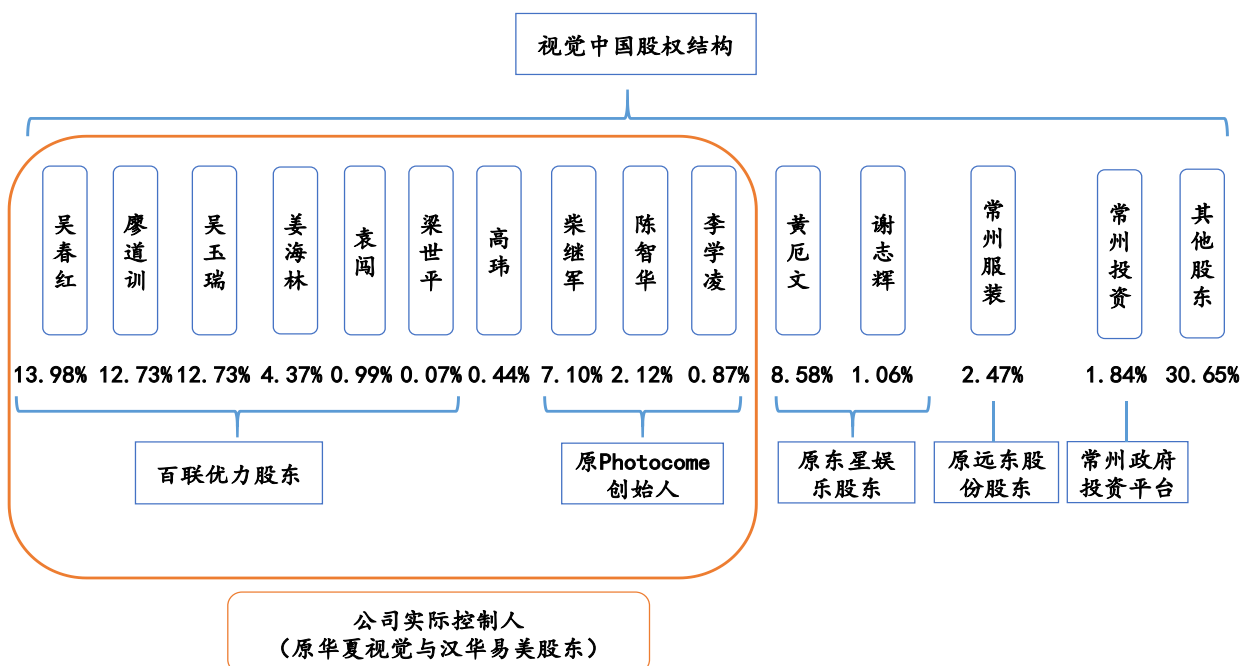 视觉中国股权结构
吴春红
廖道训
吴玉瑞
姜海林
袁闯
梁世平
高玮
柴继军
陈智华
李学凌
黄厄文
谢志辉
常州服装
常州投资
其他股东
13.98% 12.73% 12.73% 4.37% 0.99% 0.07% 0.44% 7.10% 2.12% 0.87% 8.58% 1.06% 2.47% 1.84% 30.65%
百联优力股东
原Photocome
创始人
原东星娱
乐股东
原远东股
份股东
常州政府
投资平台
公司实际控制人
（原华夏视觉与汉华易美股东）